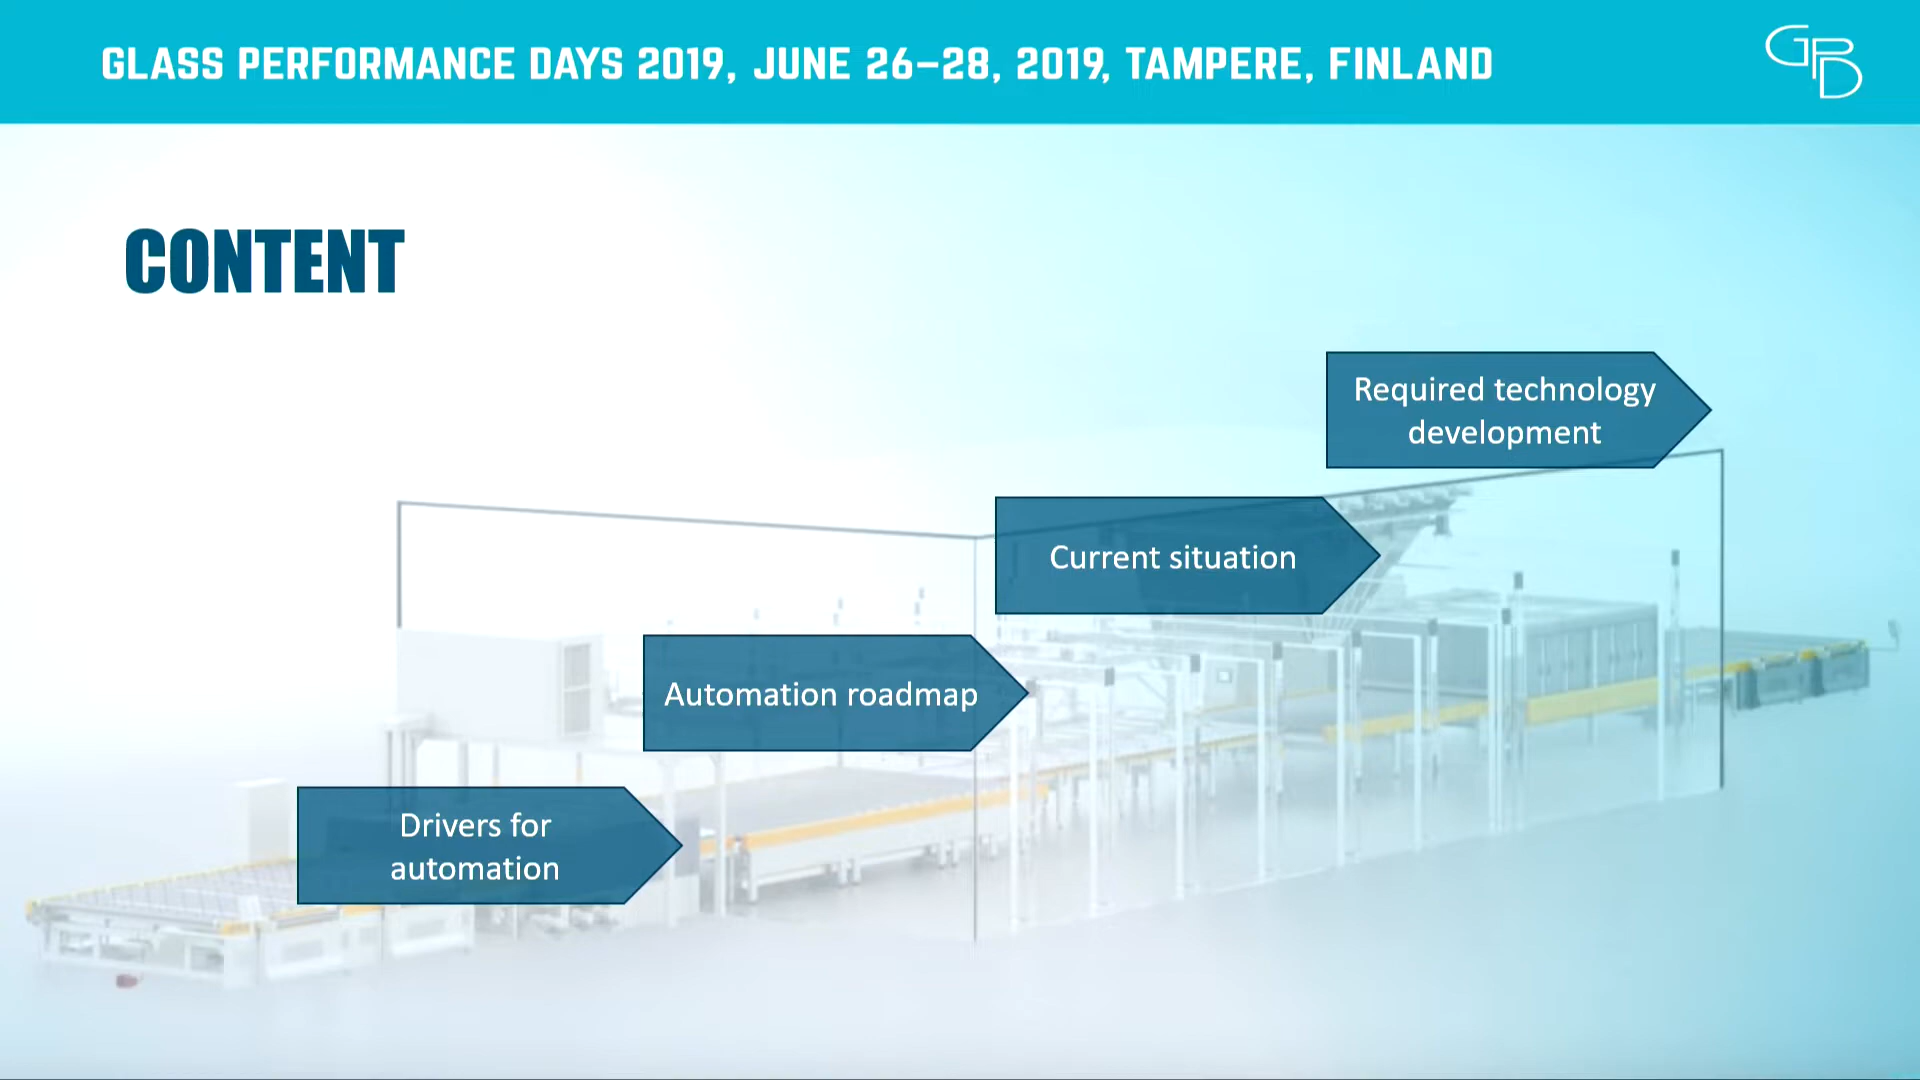 GLASS PERFORMANCE DAYS 2019, JUNE 26–28, 2019, TAMPERE, FINLAND
GPD
CONTENT
Required technology
development
Current situation
Automation roadmap
Drivers for
automation